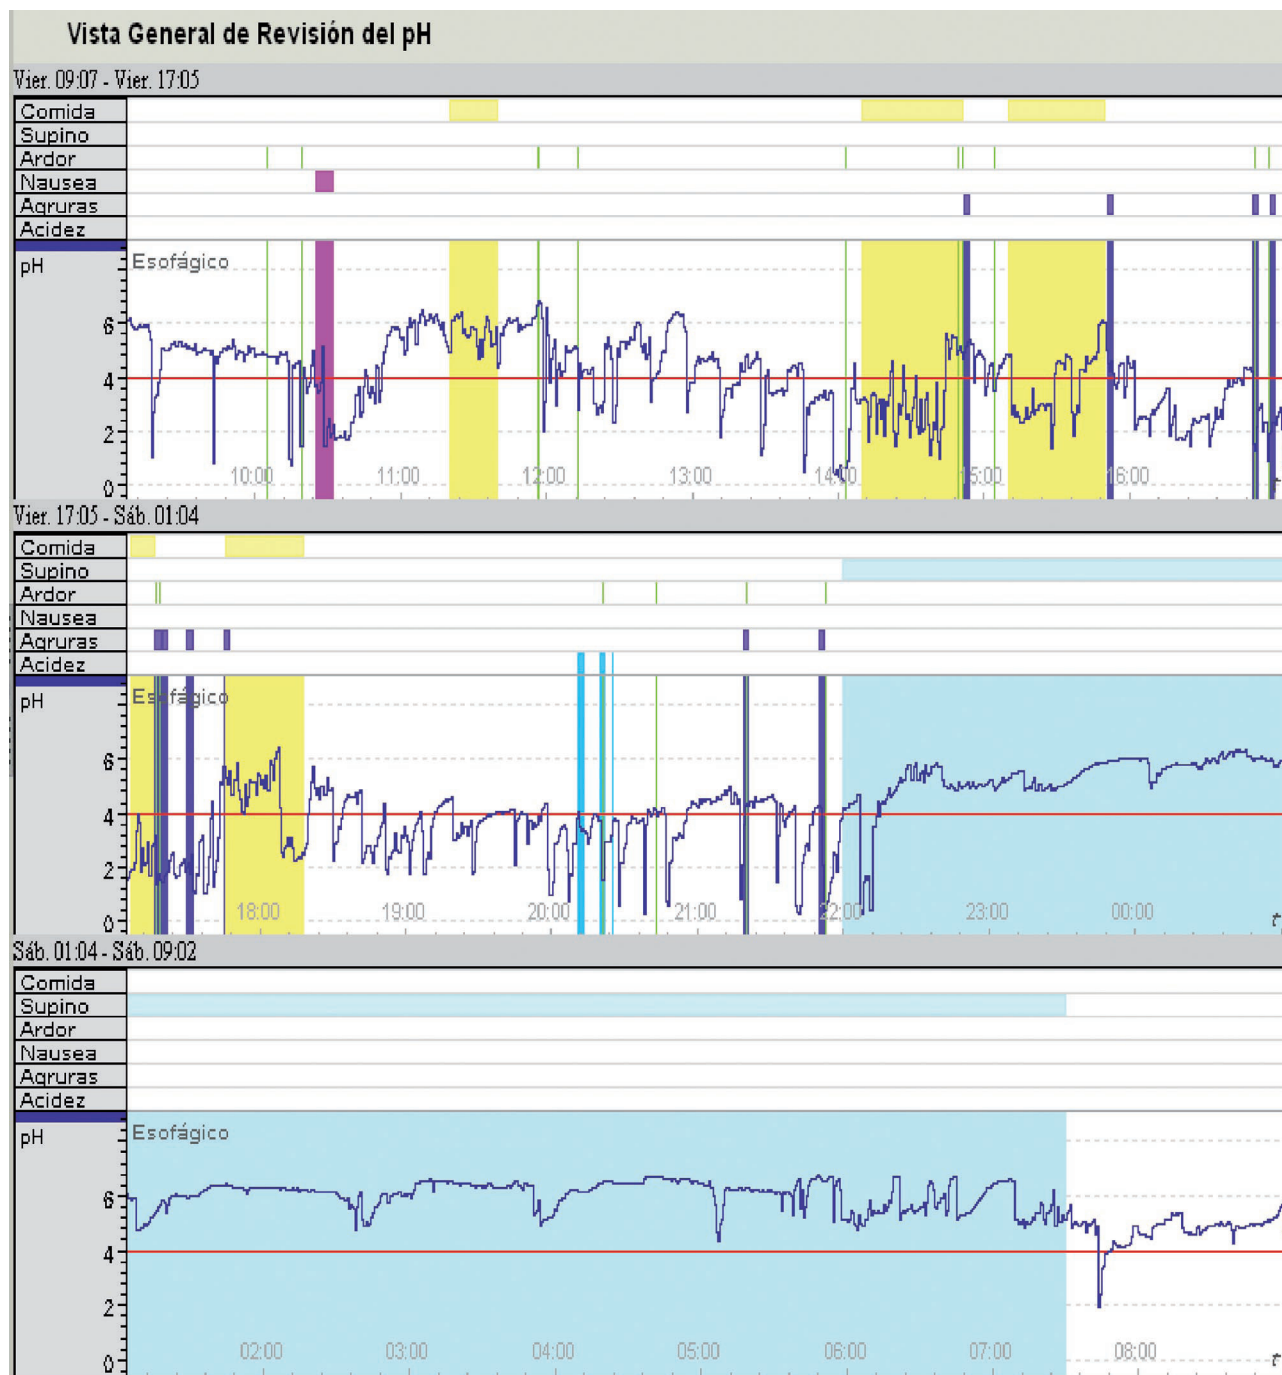 Vista General de Revisión del pH
Vier. 09:07 - Vier. 17:05
Comida
Supino
Ardor
Nausea
Agruras
Acidez
pH
Esofágico
6
4
2
0
10:00 11:00 12:00 13:00 14:00 15:00 16:00 t
Vier. 17:05 - Sáb. 01:04
Comida
Supino
Ardor
Nausea
Agruras
Acidez
pH
Esofágico
6
4
2
0
18:00 19:00 20:00 21:00 22:00 23:00 00:00 t
Sáb. 01:04 - Sáb. 09:02
Comida
Supino
Ardor
Nausea
Agruras
Acidez
pH
Esofágico
6
4
2
0
02:00 03:00 04:00 05:00 06:00 07:00 08:00 t